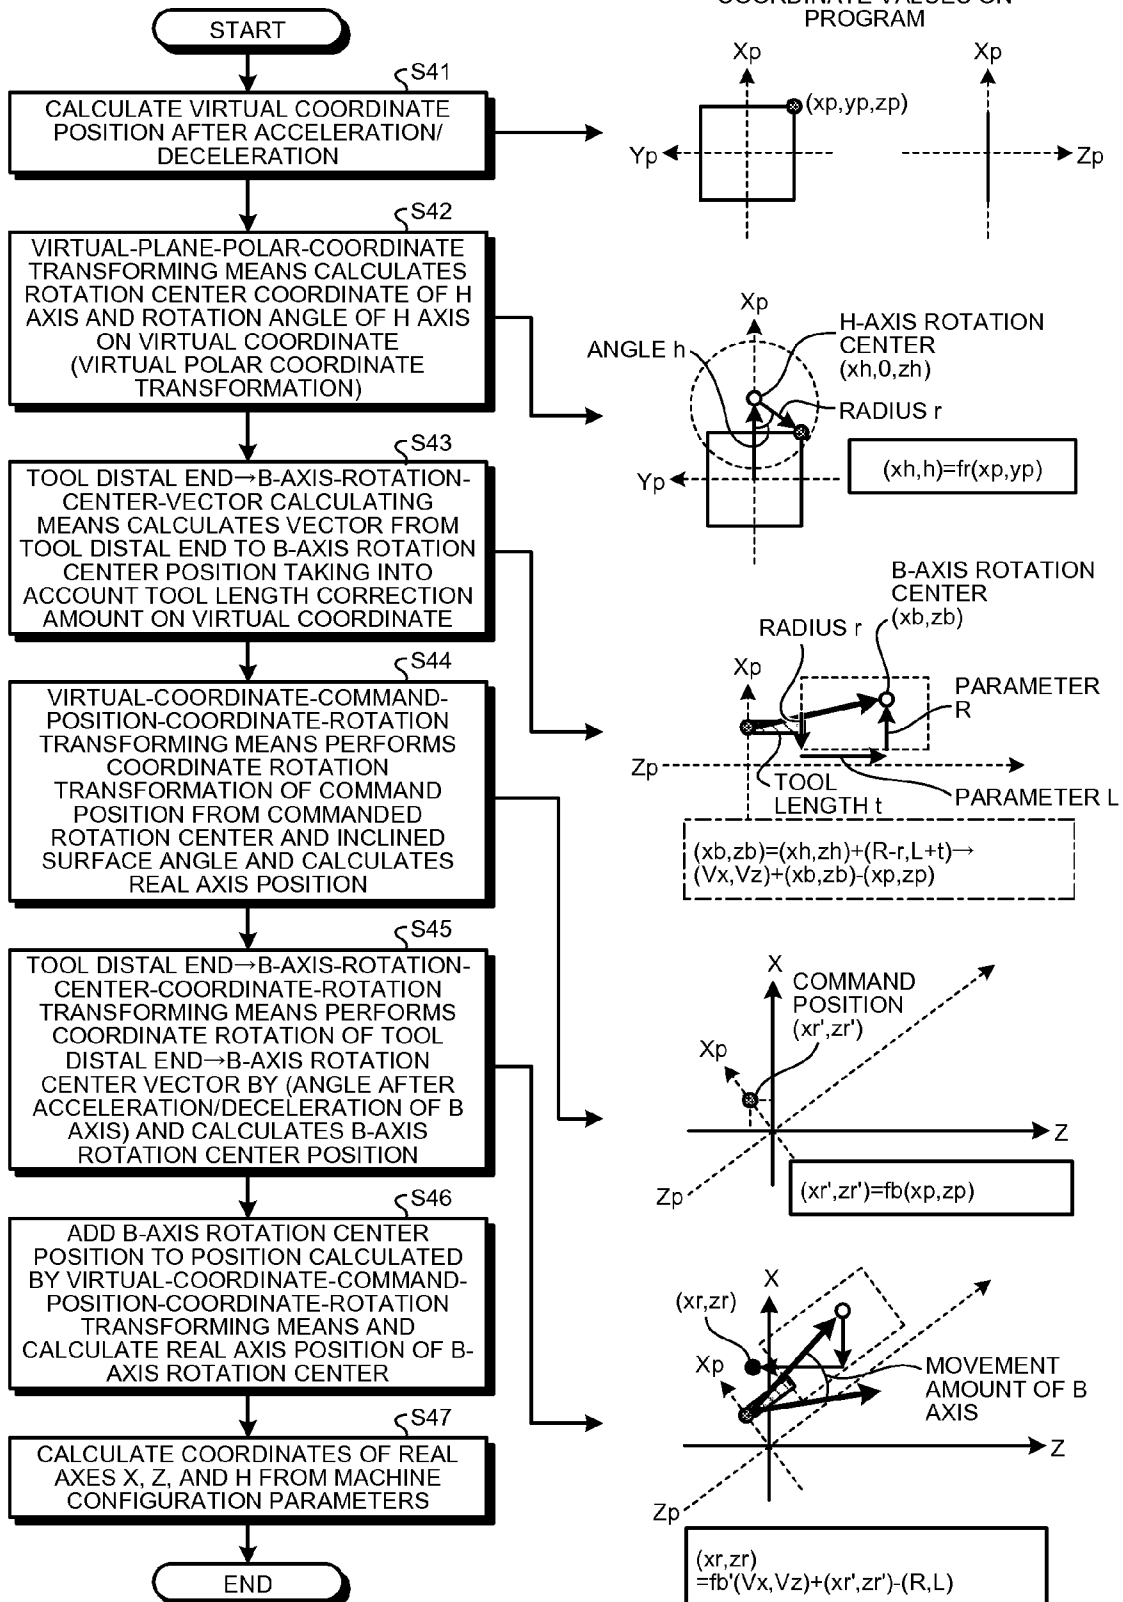 START
S41
CALCULATE VIRTUAL COORDINATE
POSITION AFTER ACCELERATION/
DECELERATION
S42
VIRTUAL-PLANE-POLAR-COORDINATE
TRANSFORMING MEANS CALCULATES
ROTATION CENTER COORDINATE OF H
AXIS AND ROTATION ANGLE OF H AXIS
ON VIRTUAL COORDINATE
(VIRTUAL POLAR COORDINATE
TRANSFORMATION)
S43
TOOL DISTAL END→B-AXIS-ROTATION-
CENTER-VECTOR CALCULATING
MEANS CALCULATES VECTOR FROM
TOOL DISTAL END TO B-AXIS ROTATION
CENTER POSITION TAKING INTO
ACCOUNT TOOL LENGTH CORRECTION
AMOUNT ON VIRTUAL COORDINATE
S44
VIRTUAL-COORDINATE-COMMAND-
POSITION-COORDINATE-ROTATION
TRANSFORMING MEANS PERFORMS
COORDINATE ROTATION
TRANSFORMATION OF COMMAND
POSITION FROM COMMANDED
ROTATION CENTER AND INCLINED
SURFACE ANGLE AND CALCULATES
REAL AXIS POSITION
S45
TOOL DISTAL END→B-AXIS-ROTATION-
CENTER-COORDINATE-ROTATION
TRANSFORMING MEANS PERFORMS
COORDINATE ROTATION OF TOOL
DISTAL END→B-AXIS ROTATION
CENTER VECTOR BY (ANGLE AFTER
ACCELERATION/DECELERATION OF B
AXIS) AND CALCULATES B-AXIS
ROTATION CENTER POSITION
S46
ADD B-AXIS ROTATION CENTER
POSITION TO POSITION CALCULATED
BY VIRTUAL-COORDINATE-COMMAND-
POSITION-COORDINATE-ROTATION
TRANSFORMING MEANS AND
CALCULATE REAL AXIS POSITION OF B-
AXIS ROTATION CENTER
S47
CALCULATE COORDINATES OF REAL
AXES X, Z, AND H FROM MACHINE
CONFIGURATION PARAMETERS
END
COORDINATE VALUES ON
PROGRAM
Xp
Xp
(xp,yp,zp)
Yp
Zp
Xp
H-AXIS ROTATION
CENTER
(xh,0,zh)
ANGLE h
RADIUS r
(xh,h)=fr(xp,yp)
Yp
B-AXIS ROTATION
CENTER
(xb,zb)
RADIUS r
Xp
PARAMETER
R
Zp
TOOL
LENGTH t
PARAMETER L
(xb,zb)=(xh,zh)+(R-r,L+t)→
(Vx,Vz)+(xb,zb)-(xp,zp)
X
COMMAND
POSITION
(xr',zr')
Xp
Z
Zp
(xr',zr')=fb(xp,zp)
X
(xr,zr)
Xp
MOVEMENT
AMOUNT OF B
AXIS
Z
Zp
(xr,zr)
=fb'(Vx,Vz)+(xr',zr')-(R,L)